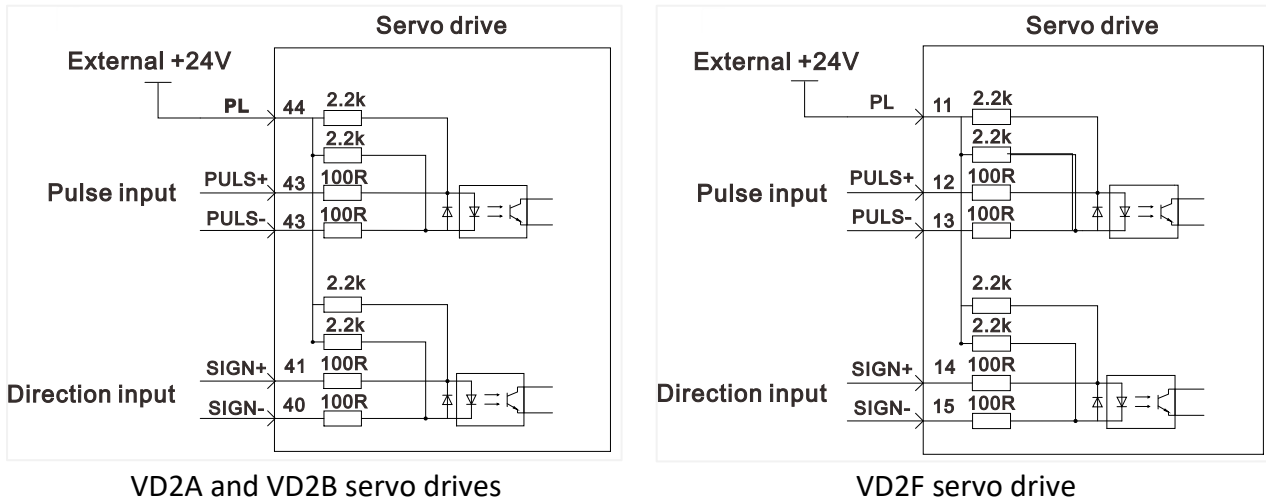 Servo drive
External +24V
PL 44 2.2k
2.2k
Pulse input
PULS+ 43 100R
PULS- 43 100R
2.2k
2.2k
Direction input
SIGN+ 41 100R
SIGN- 40 100R
VD2A and VD2B servo drives
Servo drive
External +24V
PL 11 2.2k
2.2k
Pulse input
PULS+ 12 100R
PULS- 13 100R
2.2k
2.2k
Direction input
SIGN+ 14 100R
SIGN- 15 100R
VD2F servo drive